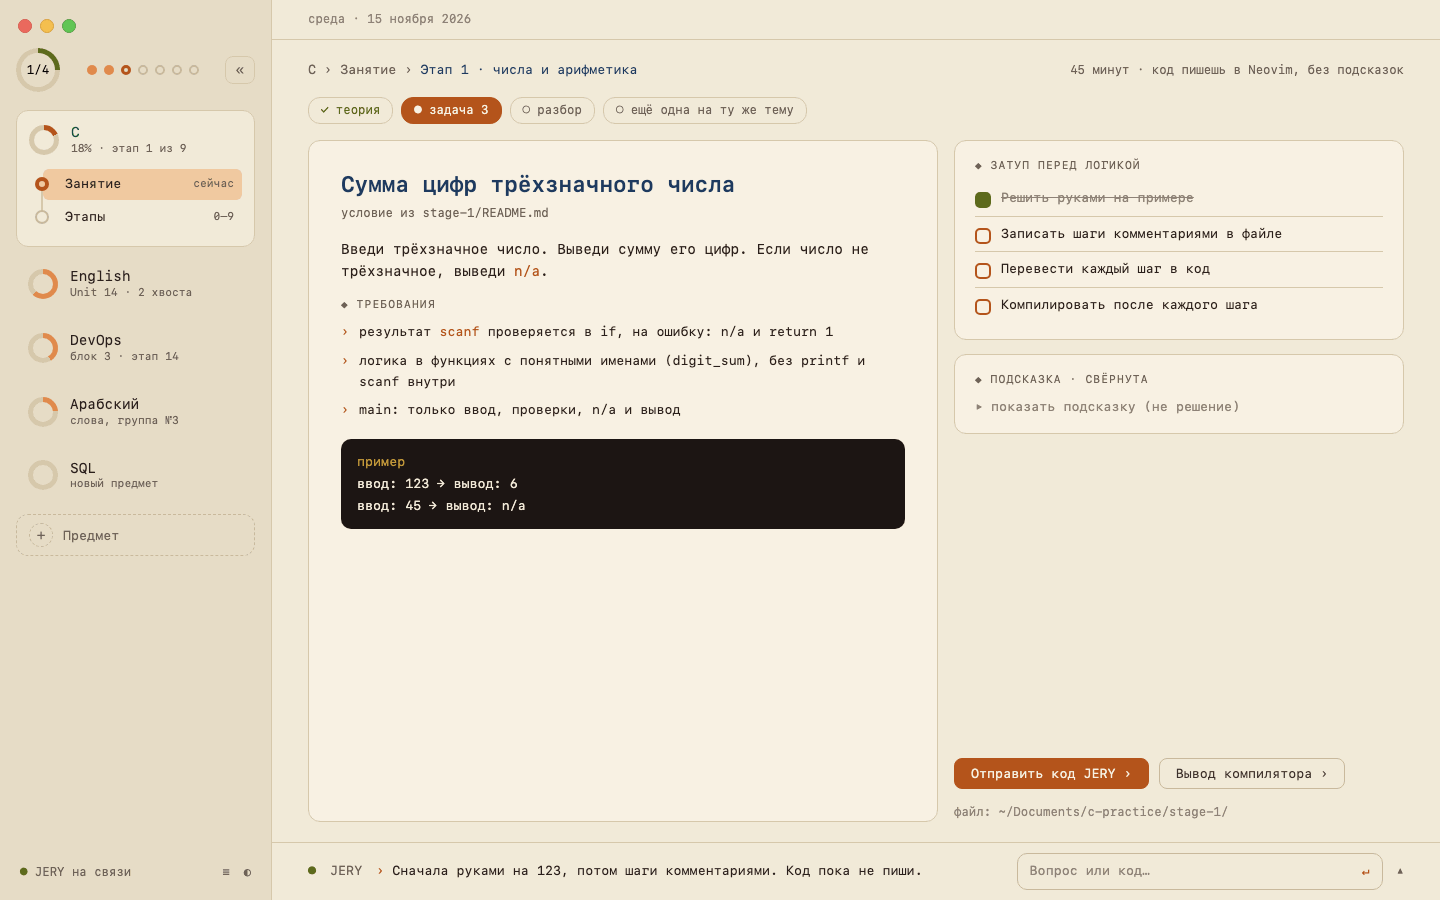 1/4
«
C
18% · этап 1 из 9
Занятие сейчас
Этапы 0–9
English
Unit 14 · 2 хвоста
DevOps
блок 3 · этап 14
Арабский
слова, группа №3
SQL
новый предмет
+ Предмет
JERY на связи ≡ ◐
среда · 15 ноября 2026
C › Занятие › Этап 1 · числа и арифметика
45 минут · код пишешь в Neovim, без подсказок
✓ теория
задача 3
разбор
ещё одна на ту же тему
Сумма цифр трёхзначного числа
условие из stage-1/README.md
Введи трёхзначное число. Выведи сумму его цифр. Если число не
трёхзначное, выведи n/a.
◆ ТРЕБОВАНИЯ
› результат scanf проверяется в if, на ошибку: n/a и return 1
› логика в функциях с понятными именами (digit_sum), без printf и
scanf внутри
› main: только ввод, проверки, n/a и вывод
пример
ввод: 123 → вывод: 6
ввод: 45 → вывод: n/a
◆ ЗАТУП ПЕРЕД ЛОГИКОЙ
Решить руками на примере
Записать шаги комментариями в файле
Перевести каждый шаг в код
Компилировать после каждого шага
◆ ПОДСКАЗКА · СВЁРНУТА
▸ показать подсказку (не решение)
Отправить код JERY ›
Вывод компилятора ›
файл: ~/Documents/c-practice/stage-1/
JERY › Сначала руками на 123, потом шаги комментариями. Код пока не пиши.
Вопрос или код… ↵ ▴